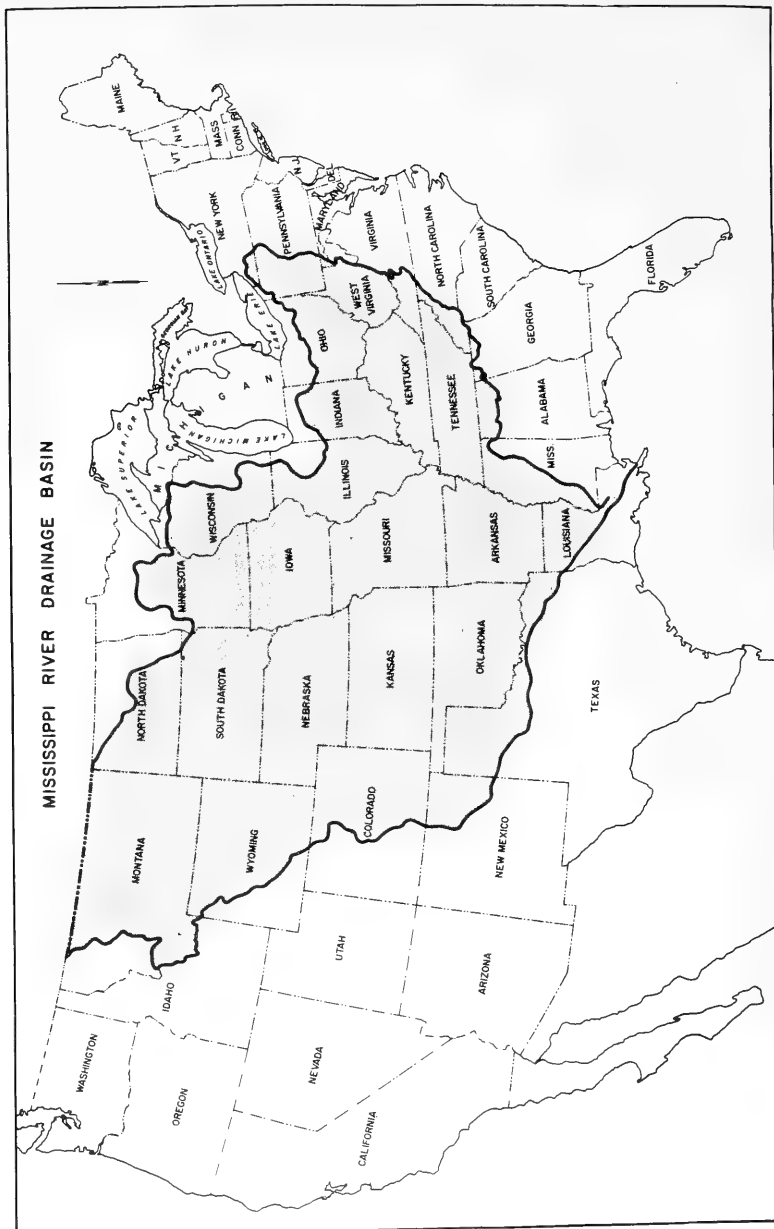 MISSISSIPPI RIVER DRAINAGE BASIN
WASHINGTON
OREGON
IDAHO
MONTANA
NORTH DAKOTA
MINNESOTA
LAKE SUPERIOR
MICHIGAN
LAKE MICHIGAN
LAKE HURON
LAKE ONTARIO
NEW YORK
VT
N H
MAINE
MASS
CONN
WYOMING
SOUTH DAKOTA
WISCONSIN
PENNSYLVANIA
N.J.
DEL
MARYLAND
NEVADA
UTAH
COLORADO
NEBRASKA
IOWA
ILLINOIS
INDIANA
OHIO
WEST
VIRGINIA
VIRGINIA
CALIFORNIA
ARIZONA
NEW MEXICO
KANSAS
MISSOURI
KENTUCKY
TENNESSEE
NORTH CAROLINA
SOUTH CAROLINA
OKLAHOMA
ARKANSAS
TEXAS
LOUISIANA
MISS
ALABAMA
GEORGIA
FLORIDA